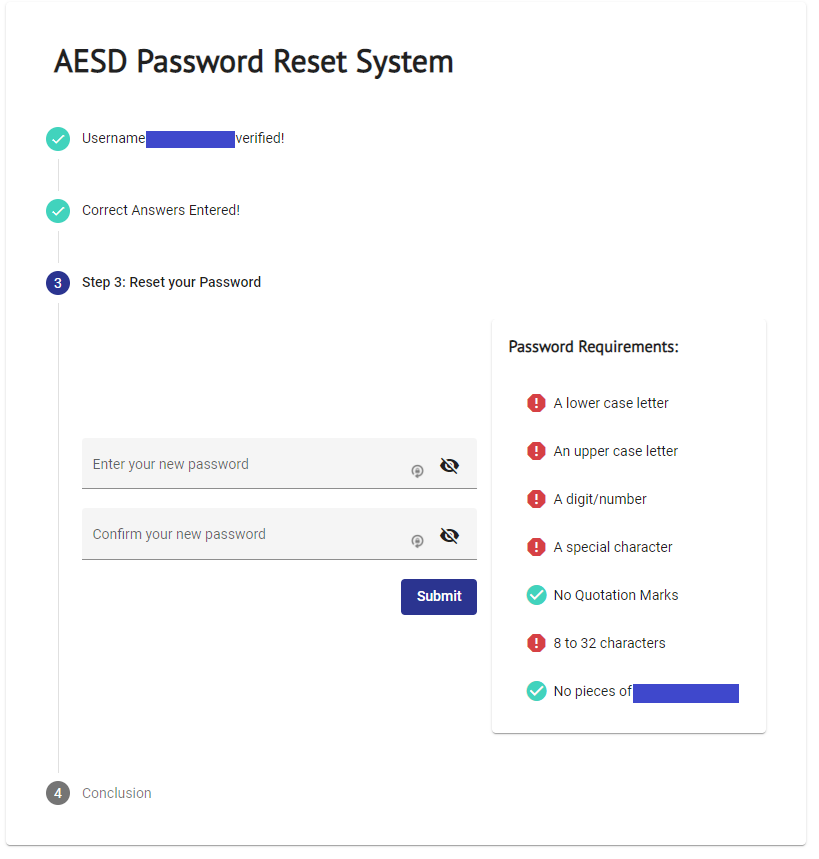 AESD Password Reset System
Username verified!
Correct Answers Entered!
3 Step 3: Reset your Password
Enter your new password
Confirm your new password
Submit
Password Requirements:
A lower case letter
An upper case letter
A digit/number
A special character
No Quotation Marks
8 to 32 characters
No pieces of
4 Conclusion